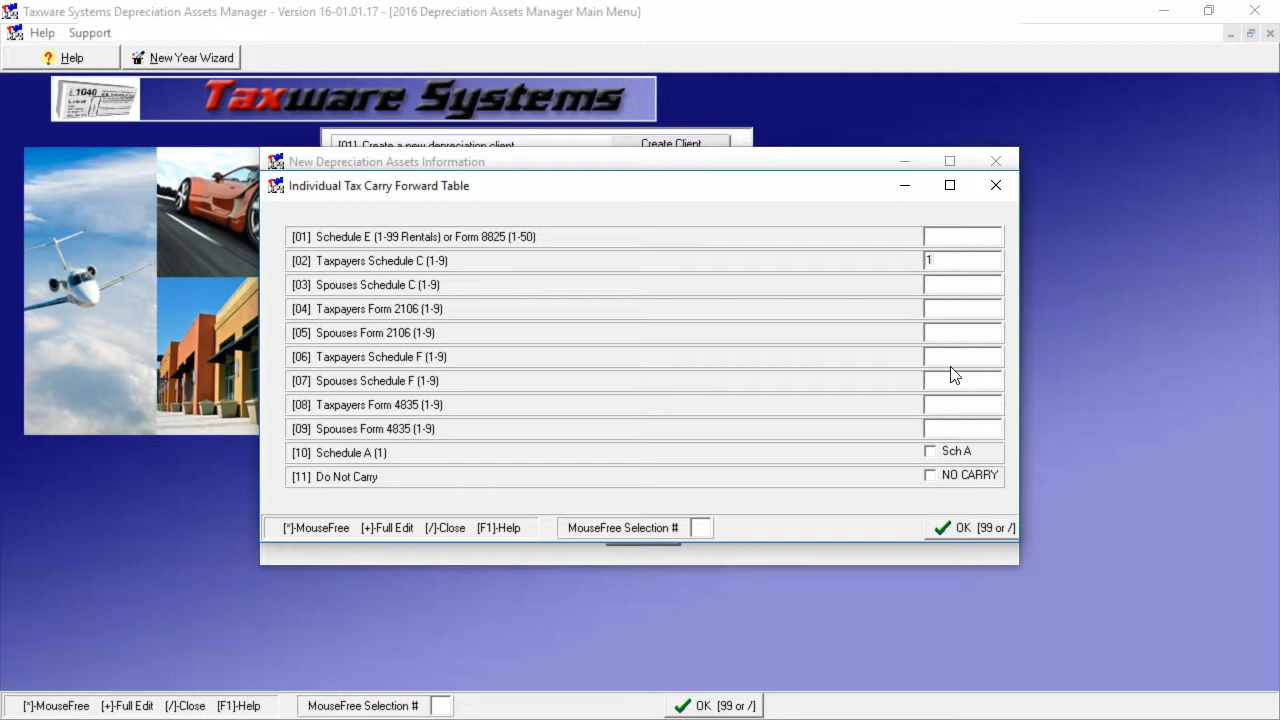 Taxware Systems Depreciation Assets Manager - Version 16-01.01.17 - [2016 Depreciation Assets Manager Main Menu]
Help Support
Help New Year Wizard
1040
Taxware Systems
[01] Create a new depreciation client Create Client
New Depreciation Assets Information
Individual Tax Carry Forward Table
[01] Schedule E (1-99 Rentals) or Form 8825 (1-50)
[02] Taxpayers Schedule C (1-9) 1
[03] Spouses Schedule C (1-9)
[04] Taxpayers Form 2106 (1-9)
[05] Spouses Form 2106 (1-9)
[06] Taxpayers Schedule F (1-9)
[07] Spouses Schedule F (1-9)
[08] Taxpayers Form 4835 (1-9)
[09] Spouses Form 4835 (1-9)
[10] Schedule A (1) Sch A
[11] Do Not Carry NO CARRY
[*]-MouseFree [+]-Full Edit [/]-Close [F1]-Help MouseFree Selection # OK [99 or /]
[*]-MouseFree [+]-Full Edit [/]-Close [F1]-Help MouseFree Selection # OK [99 or /]